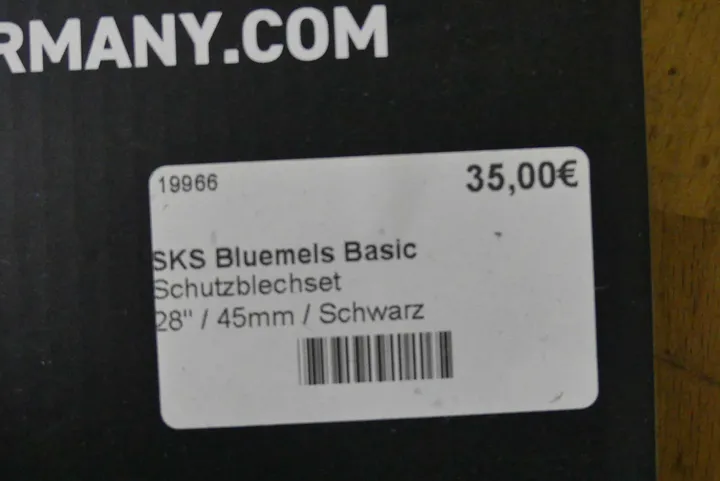 RMANY.COM
19966
35,00€
SKS Bluemels Basic
Schutzblechset
28" / 45mm / Schwarz